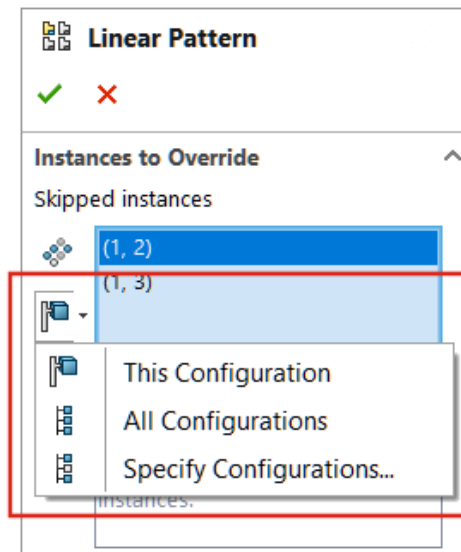 Linear Pattern
Instances to Override
Skipped instances
(1, 2)
(1, 3)
This Configuration
All Configurations
Specify Configurations...
instances.